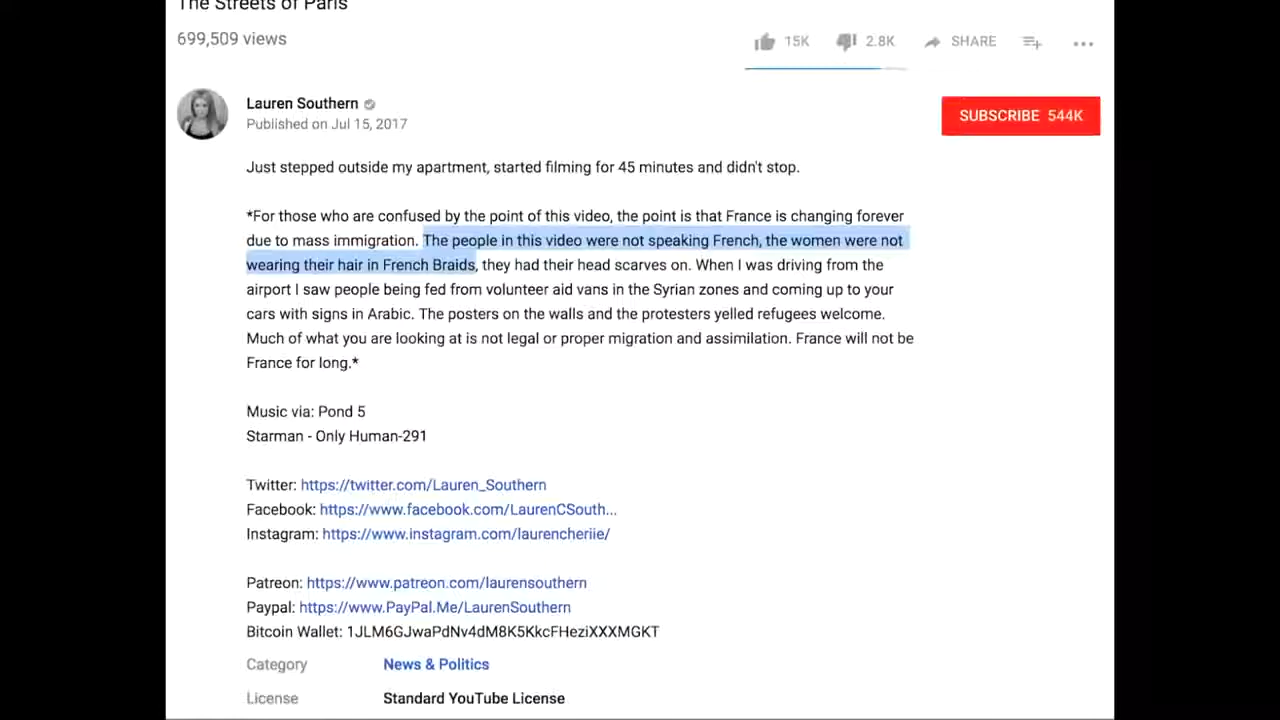 The Streets of Paris
699,509 views
15K 2.8K SHARE
Lauren Southern
Published on Jul 15, 2017
SUBSCRIBE 544K
Just stepped outside my apartment, started filming for 45 minutes and didn't stop.
*For those who are confused by the point of this video, the point is that France is changing forever
due to mass immigration. The people in this video were not speaking French, the women were not
wearing their hair in French Braids, they had their head scarves on. When I was driving from the
airport I saw people being fed from volunteer aid vans in the Syrian zones and coming up to your
cars with signs in Arabic. The posters on the walls and the protesters yelled refugees welcome.
Much of what you are looking at is not legal or proper migration and assimilation. France will not be
France for long.*
Music via: Pond 5
Starman - Only Human-291
Twitter: https://twitter.com/Lauren_Southern
Facebook: https://www.facebook.com/LaurenCSouth...
Instagram: https://www.instagram.com/laurencheriie/
Patreon: https://www.patreon.com/laurensouthern
Paypal: https://www.PayPal.Me/LaurenSouthern
Bitcoin Wallet: 1JLM6GJwaPdNv4dM8K5KkcFHeziXXXMGKT
Category News & Politics
License Standard YouTube License